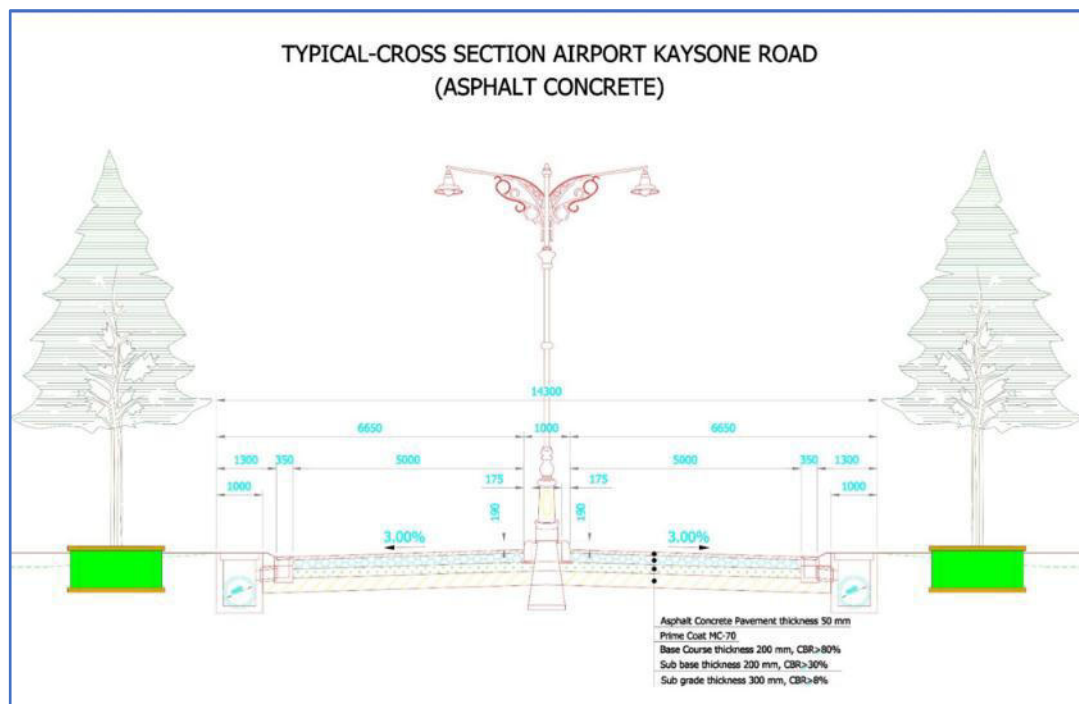 TYPICAL-CROSS SECTION AIRPORT KAYSONE ROAD
(ASPHALT CONCRETE)
14300
6650 1000 6650
1300 350 5000 5000 350 1300
1000 175 175 1000
190 190
3.00% 3.00%
Asphalt Concrete Pavement thickness 50 mm
Prime Coat MC-70
Base Course thickness 200 mm, CBR>80%
Sub base thickness 200 mm, CBR>30%
Sub grade thickness 300 mm, CBR>8%